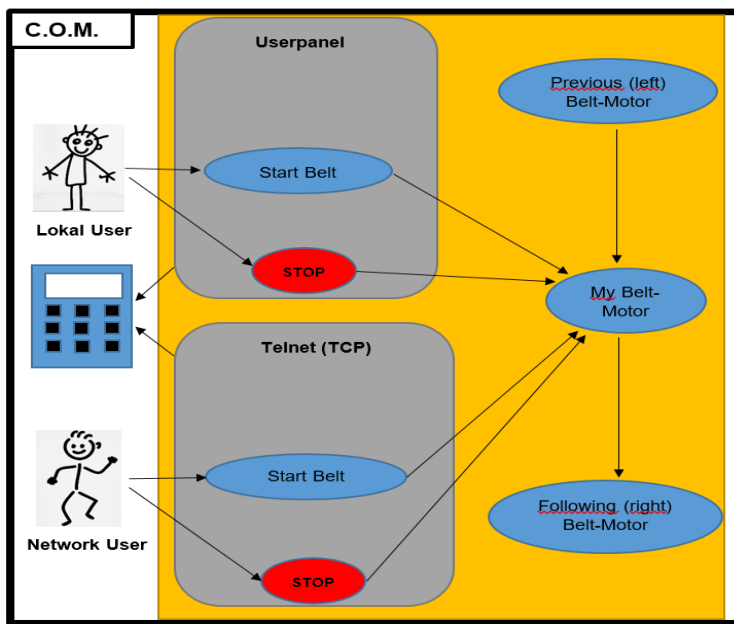 C.O.M.
Userpanel
Previous (left)
Belt-Motor
Start Belt
Lokal User
STOP
My Belt-
Motor
Telnet (TCP)
Start Belt
Network User
Following (right)
Belt-Motor
STOP